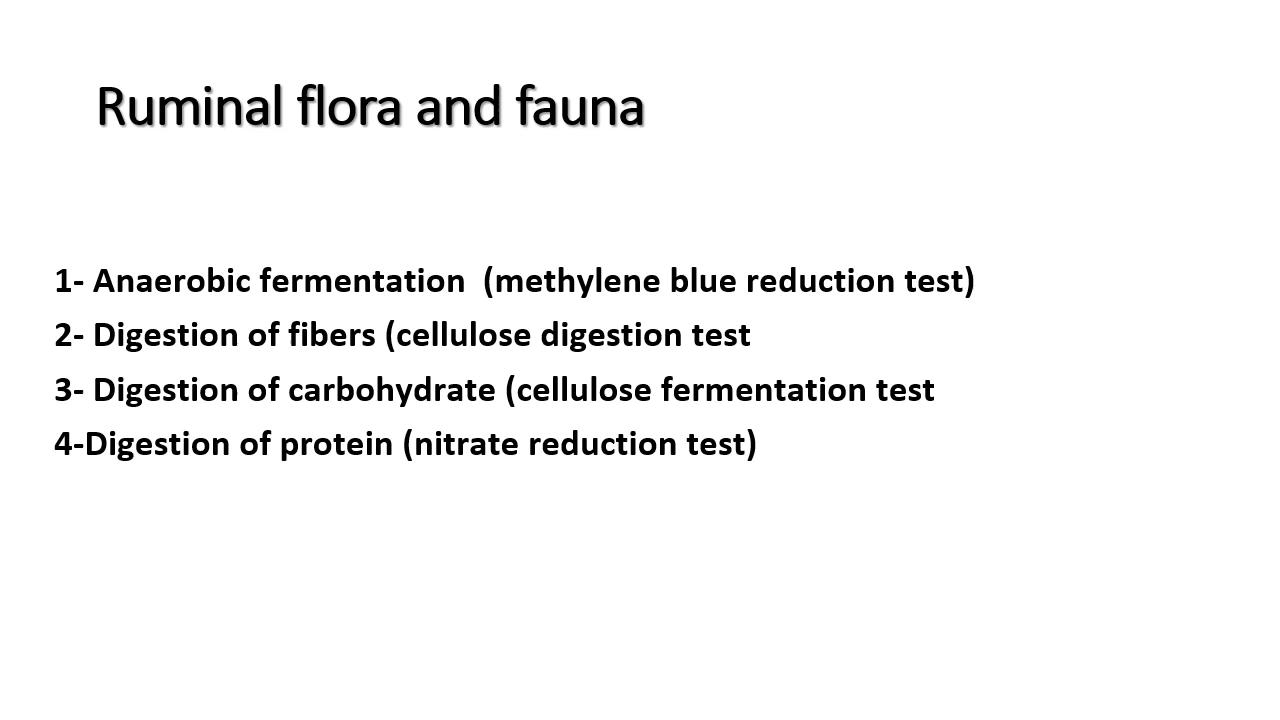 Ruminal flora and fauna
1- Anaerobic fermentation  (methylene blue reduction test)
2- Digestion of fibers (cellulose digestion test
3- Digestion of carbohydrate (cellulose fermentation test
4-Digestion of protein (nitrate reduction test)